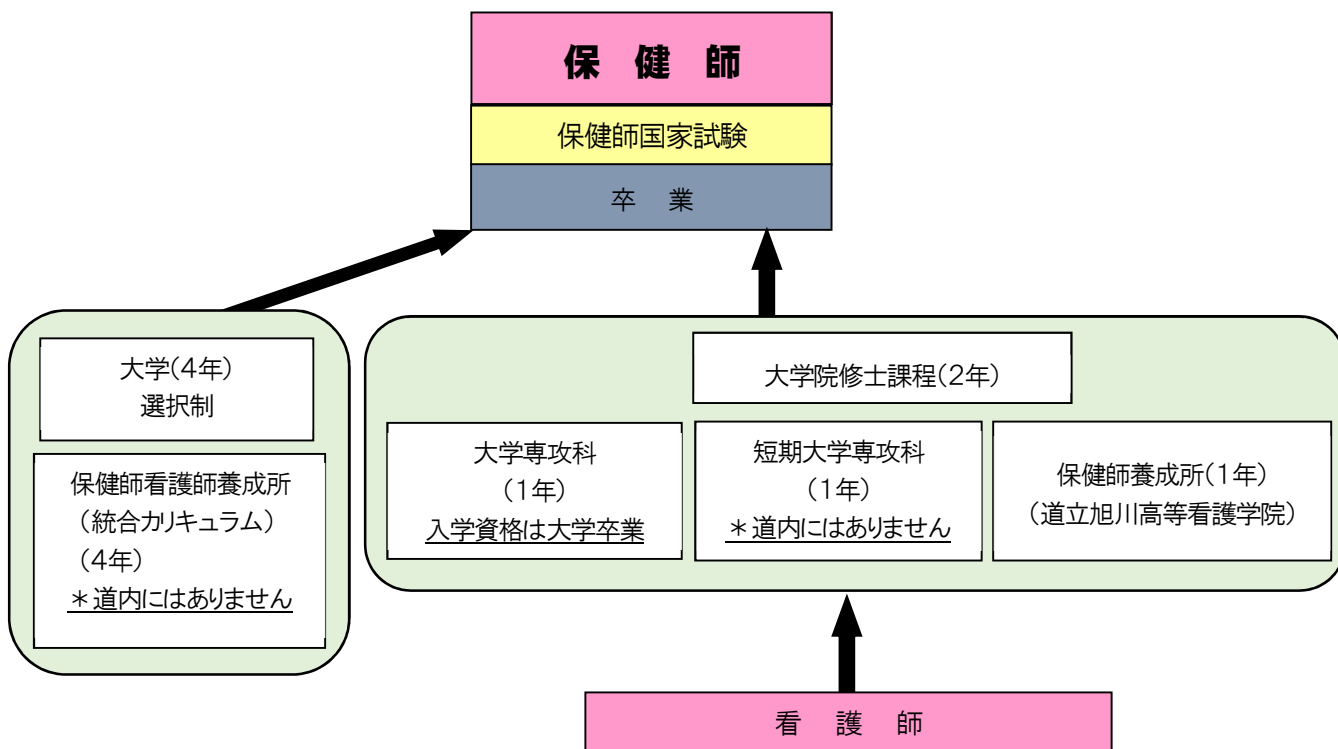 保 健 師
保健師国家試験
卒 業
大学(4年)
選択制
保健師看護師養成所
(統合カリキュラム)
(4年)
＊道内にはありません
大学院修士課程(2年)
大学専攻科
(1年)
入学資格は大学卒業
短期大学専攻科
(1年)
＊道内にはありません
保健師養成所(1年)
(道立旭川高等看護学院)
看 護 師